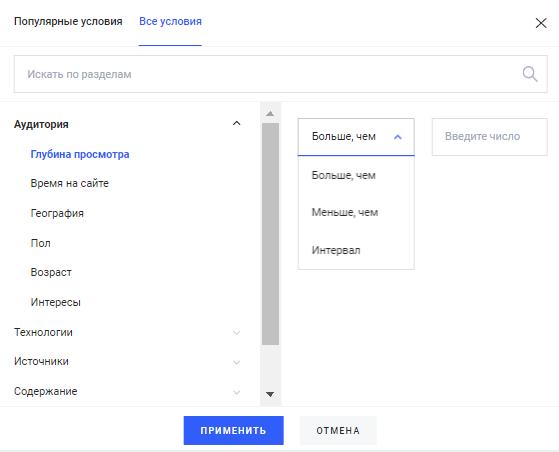 Популярные условия
Все условия
Искать по разделам
Аудитория
Глубина просмотра
Время на сайте
География
Пол
Возраст
Интересы
Технологии
Источники
Содержание
Больше, чем
Введите число
Больше, чем
Меньше, чем
Интервал
ПРИМЕНИТЬ
ОТМЕНА